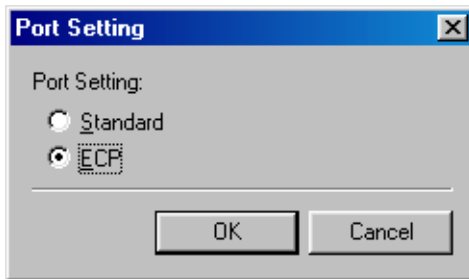 Port Setting
Port Setting:
Standard
ECP
OK
Cancel